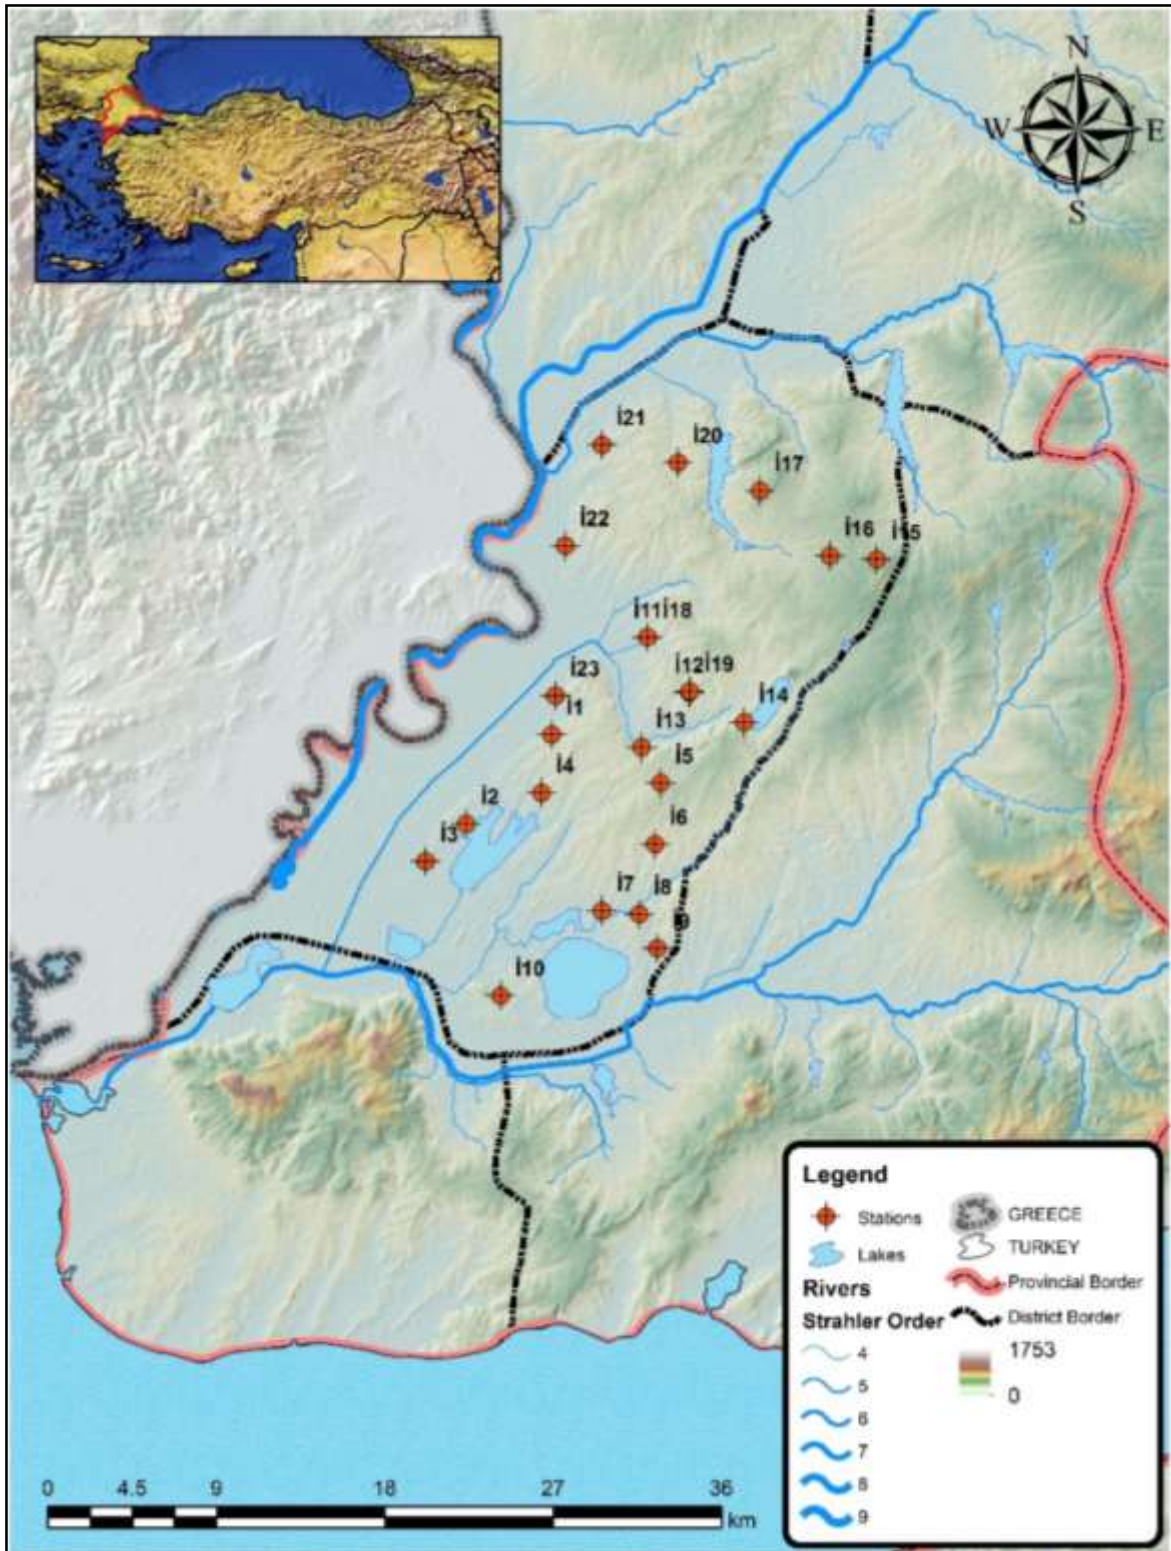 N
W E
S
İ21
İ20
İ17
İ22
İ16 İ15
İ11İ18
İ12İ19
İ23
İ14
İ1
İ13
İ5
İ4
İ2
İ6
İ3
İ7 İ8
İ10
Legend
Stations
Lakes
Rivers
Strahler Order
4
5
6
7
8
9
GREECE
TURKEY
Provincial Border
District Border
1753
0
0 4.5 9 18 27 36
km